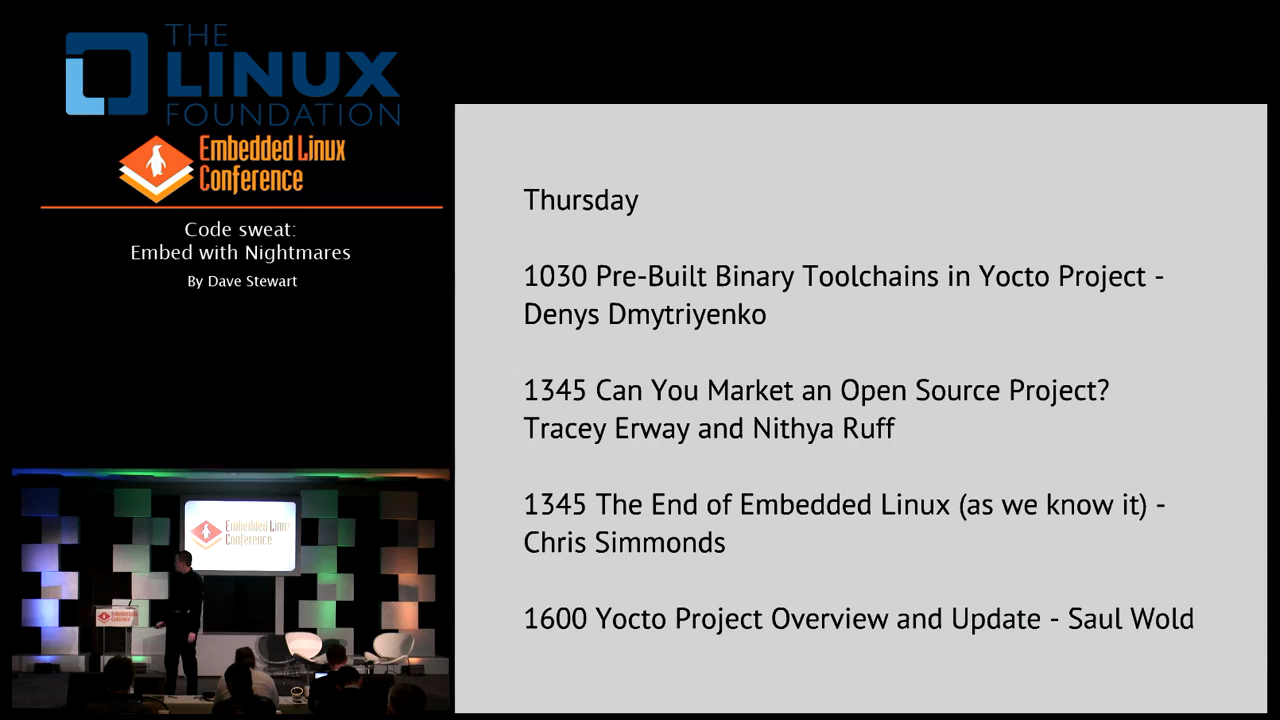 THE
LINUX
FOUNDATION
Embedded Linux
Conference
Code sweat:
Embed with Nightmares
By Dave Stewart
Thursday
1030 Pre-Built Binary Toolchains in Yocto Project -
Denys Dmytriyenko
1345 Can You Market an Open Source Project?
Tracey Erway and Nithya Ruff
1345 The End of Embedded Linux (as we know it) -
Chris Simmonds
1600 Yocto Project Overview and Update - Saul Wold
Embedded Linux
Conference
Embedded Linux
Conference